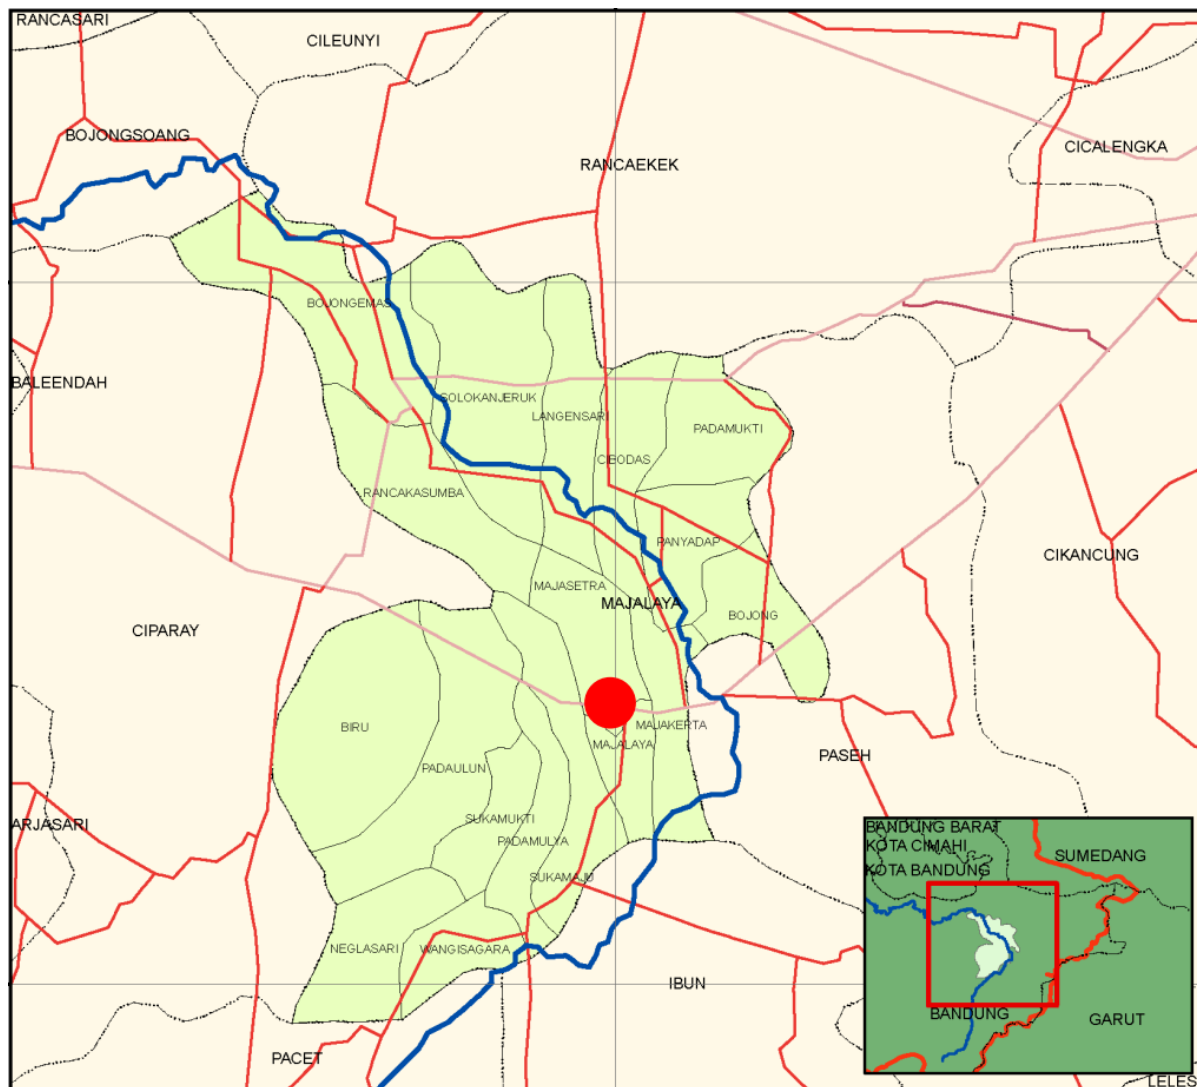 RANCASARI
CILEUNYI
BOJONGSOANG
CICALENGKA
RANCAEKEK
BOJONGEMAS
BALEENDAH
SOLOKANJERUK
LANGENSARI
PADAMUKTI
CIBODAS
RANCAKASUMBA
PANYADAP
CIKANCUNG
MAJASETRA
MAJALAYA
BOJONG
CIPARAY
BIRU
MAJAKERTA
MAJALAYA
PASEH
PADAULUN
SUKAMUKTI
ARJASARI
PADAMULYA
SUKAMAJU
NEGLASARI
WANGISAGARA
IBUN
PACET
BANDUNG BARAT
KOTA CIMAHI
SUMEDANG
KOTA BANDUNG
BANDUNG
GARUT
LELES